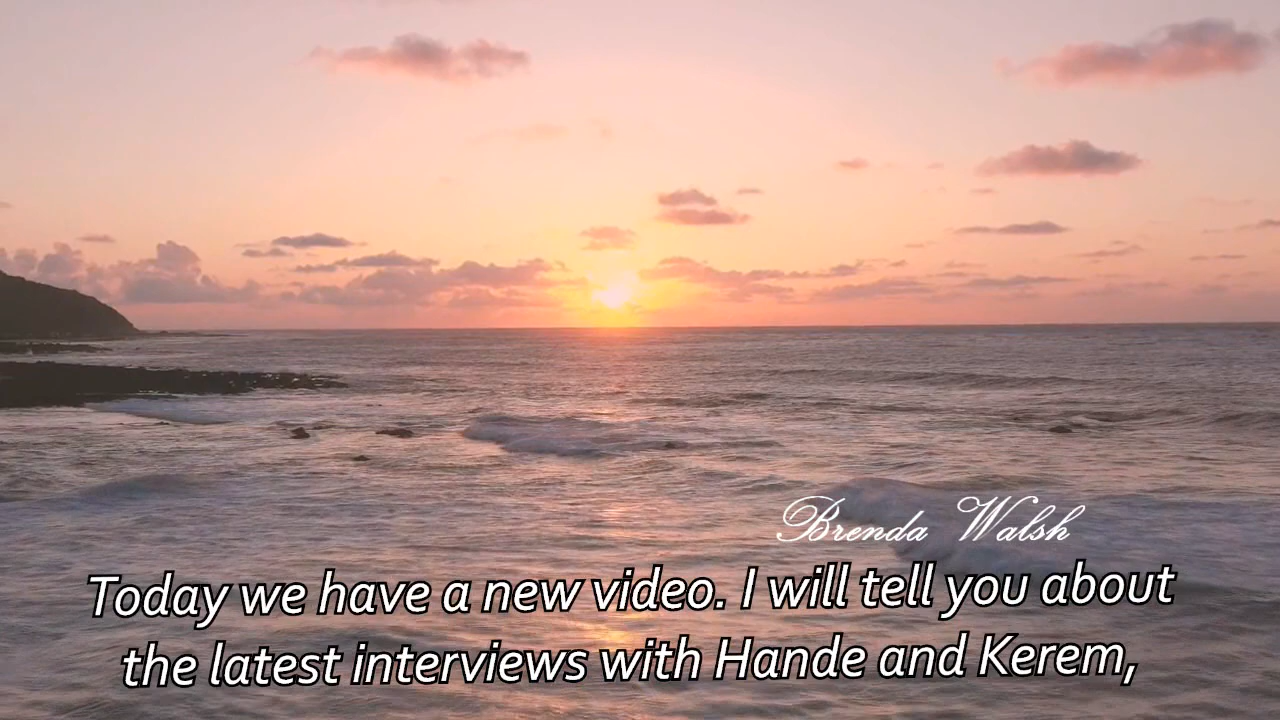 Brenda Walsh
Today we have a new video. I will tell you about
the latest interviews with Hande and Kerem,